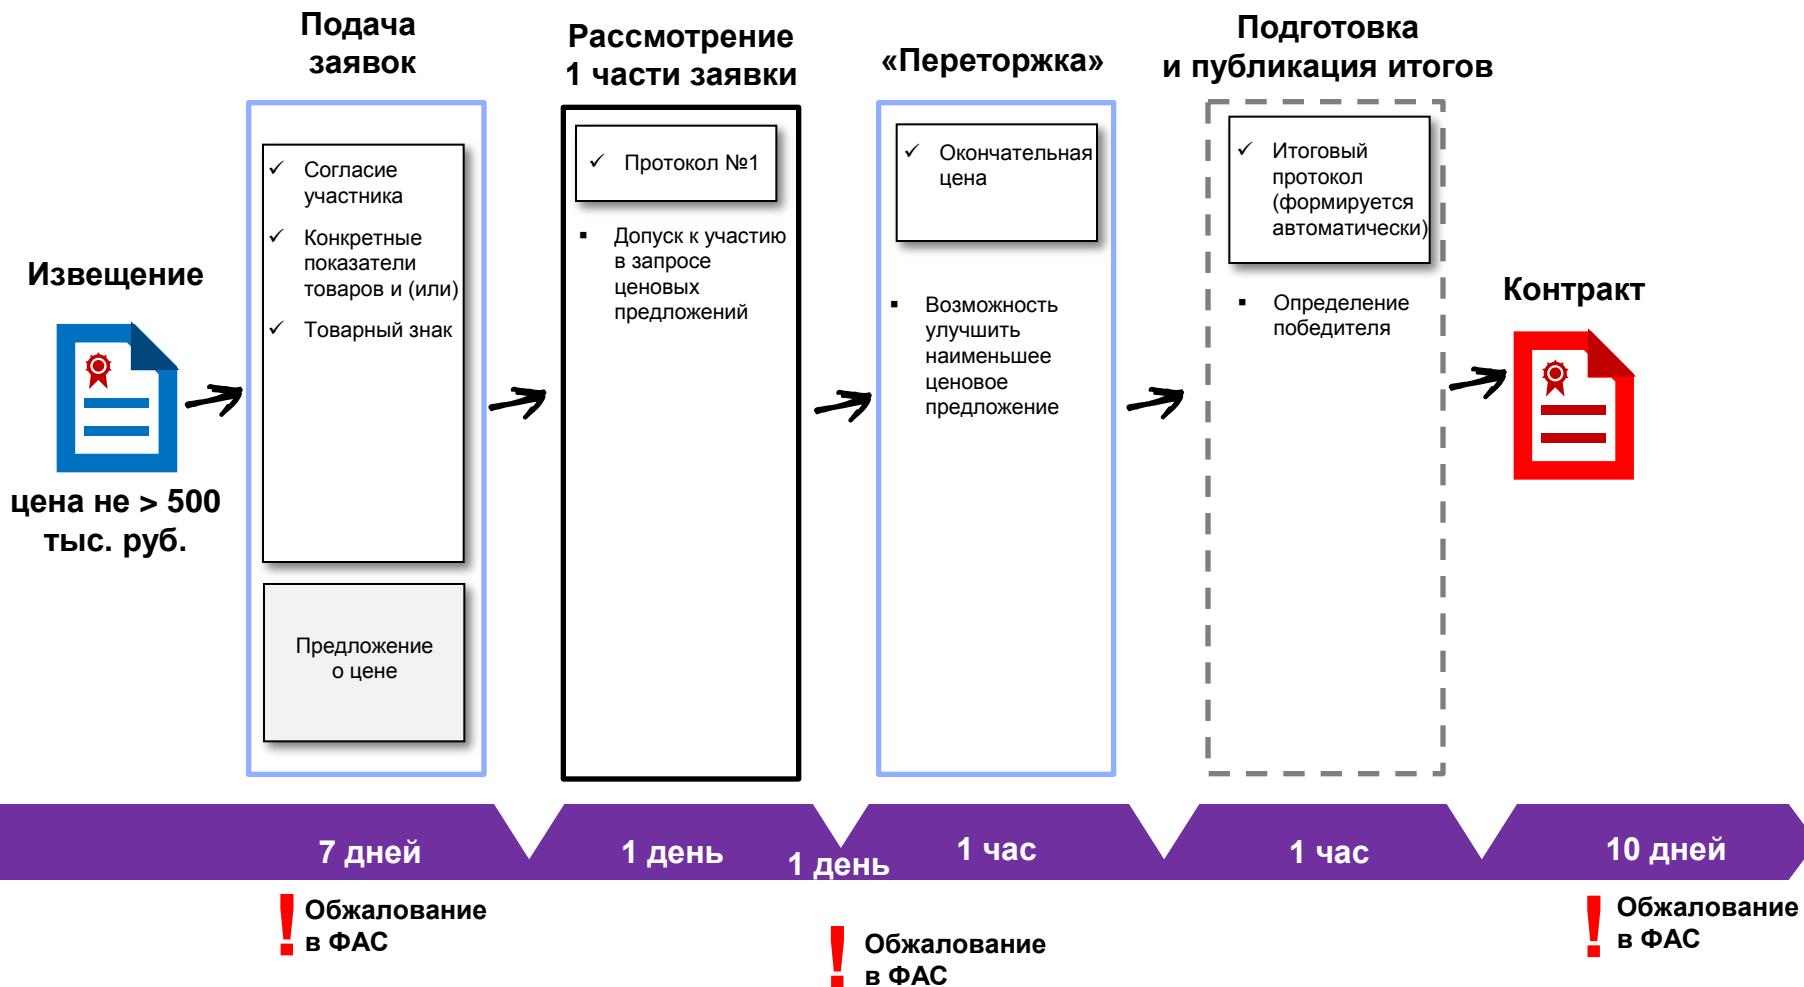 Извещение
цена не > 500
тыс. руб.
Подача
заявок
✓ Согласие
участника
✓ Конкретные
показатели
товаров и (или)
✓ Товарный знак
Предложение
о цене
Рассмотрение
1 части заявки
✓ Протокол №1
▪ Допуск к участию
в запросе
ценовых
предложений
«Переторжка»
✓ Окончательная
цена
▪ Возможность
улучшить
наименьшее
ценовое
предложение
Подготовка
и публикация итогов
✓ Итоговый
протокол
(формируется
автоматически)
▪ Определение
победителя
Контракт
7 дней
1 день
1 день
1 час
1 час
10 дней
! Обжалование
в ФАС
! Обжалование
в ФАС
! Обжалование
в ФАС